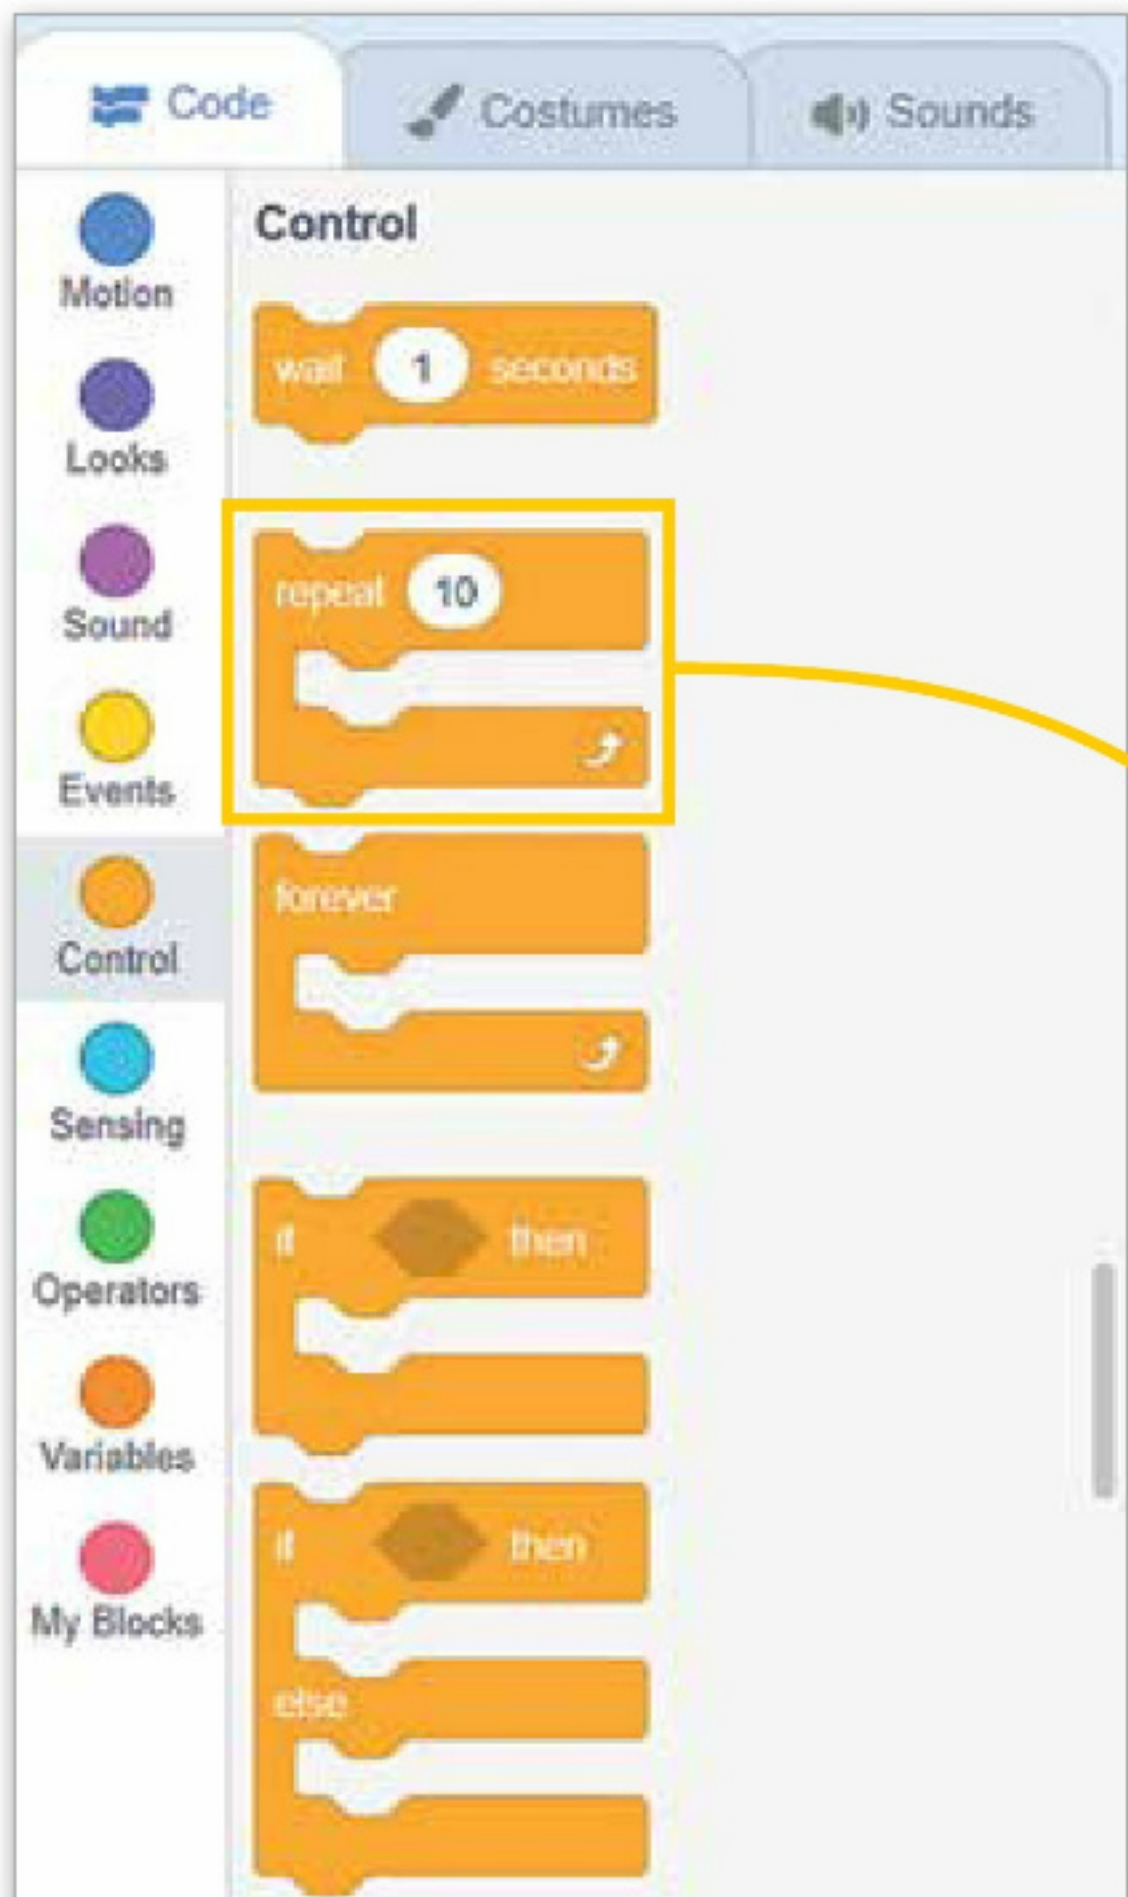 Code
Costumes
Sounds
Motion
Looks
Sound
Events
Control
Sensing
Operators
Variables
My Blocks
Control
wait 1 seconds
repeat 10
forever
if then
if then
else